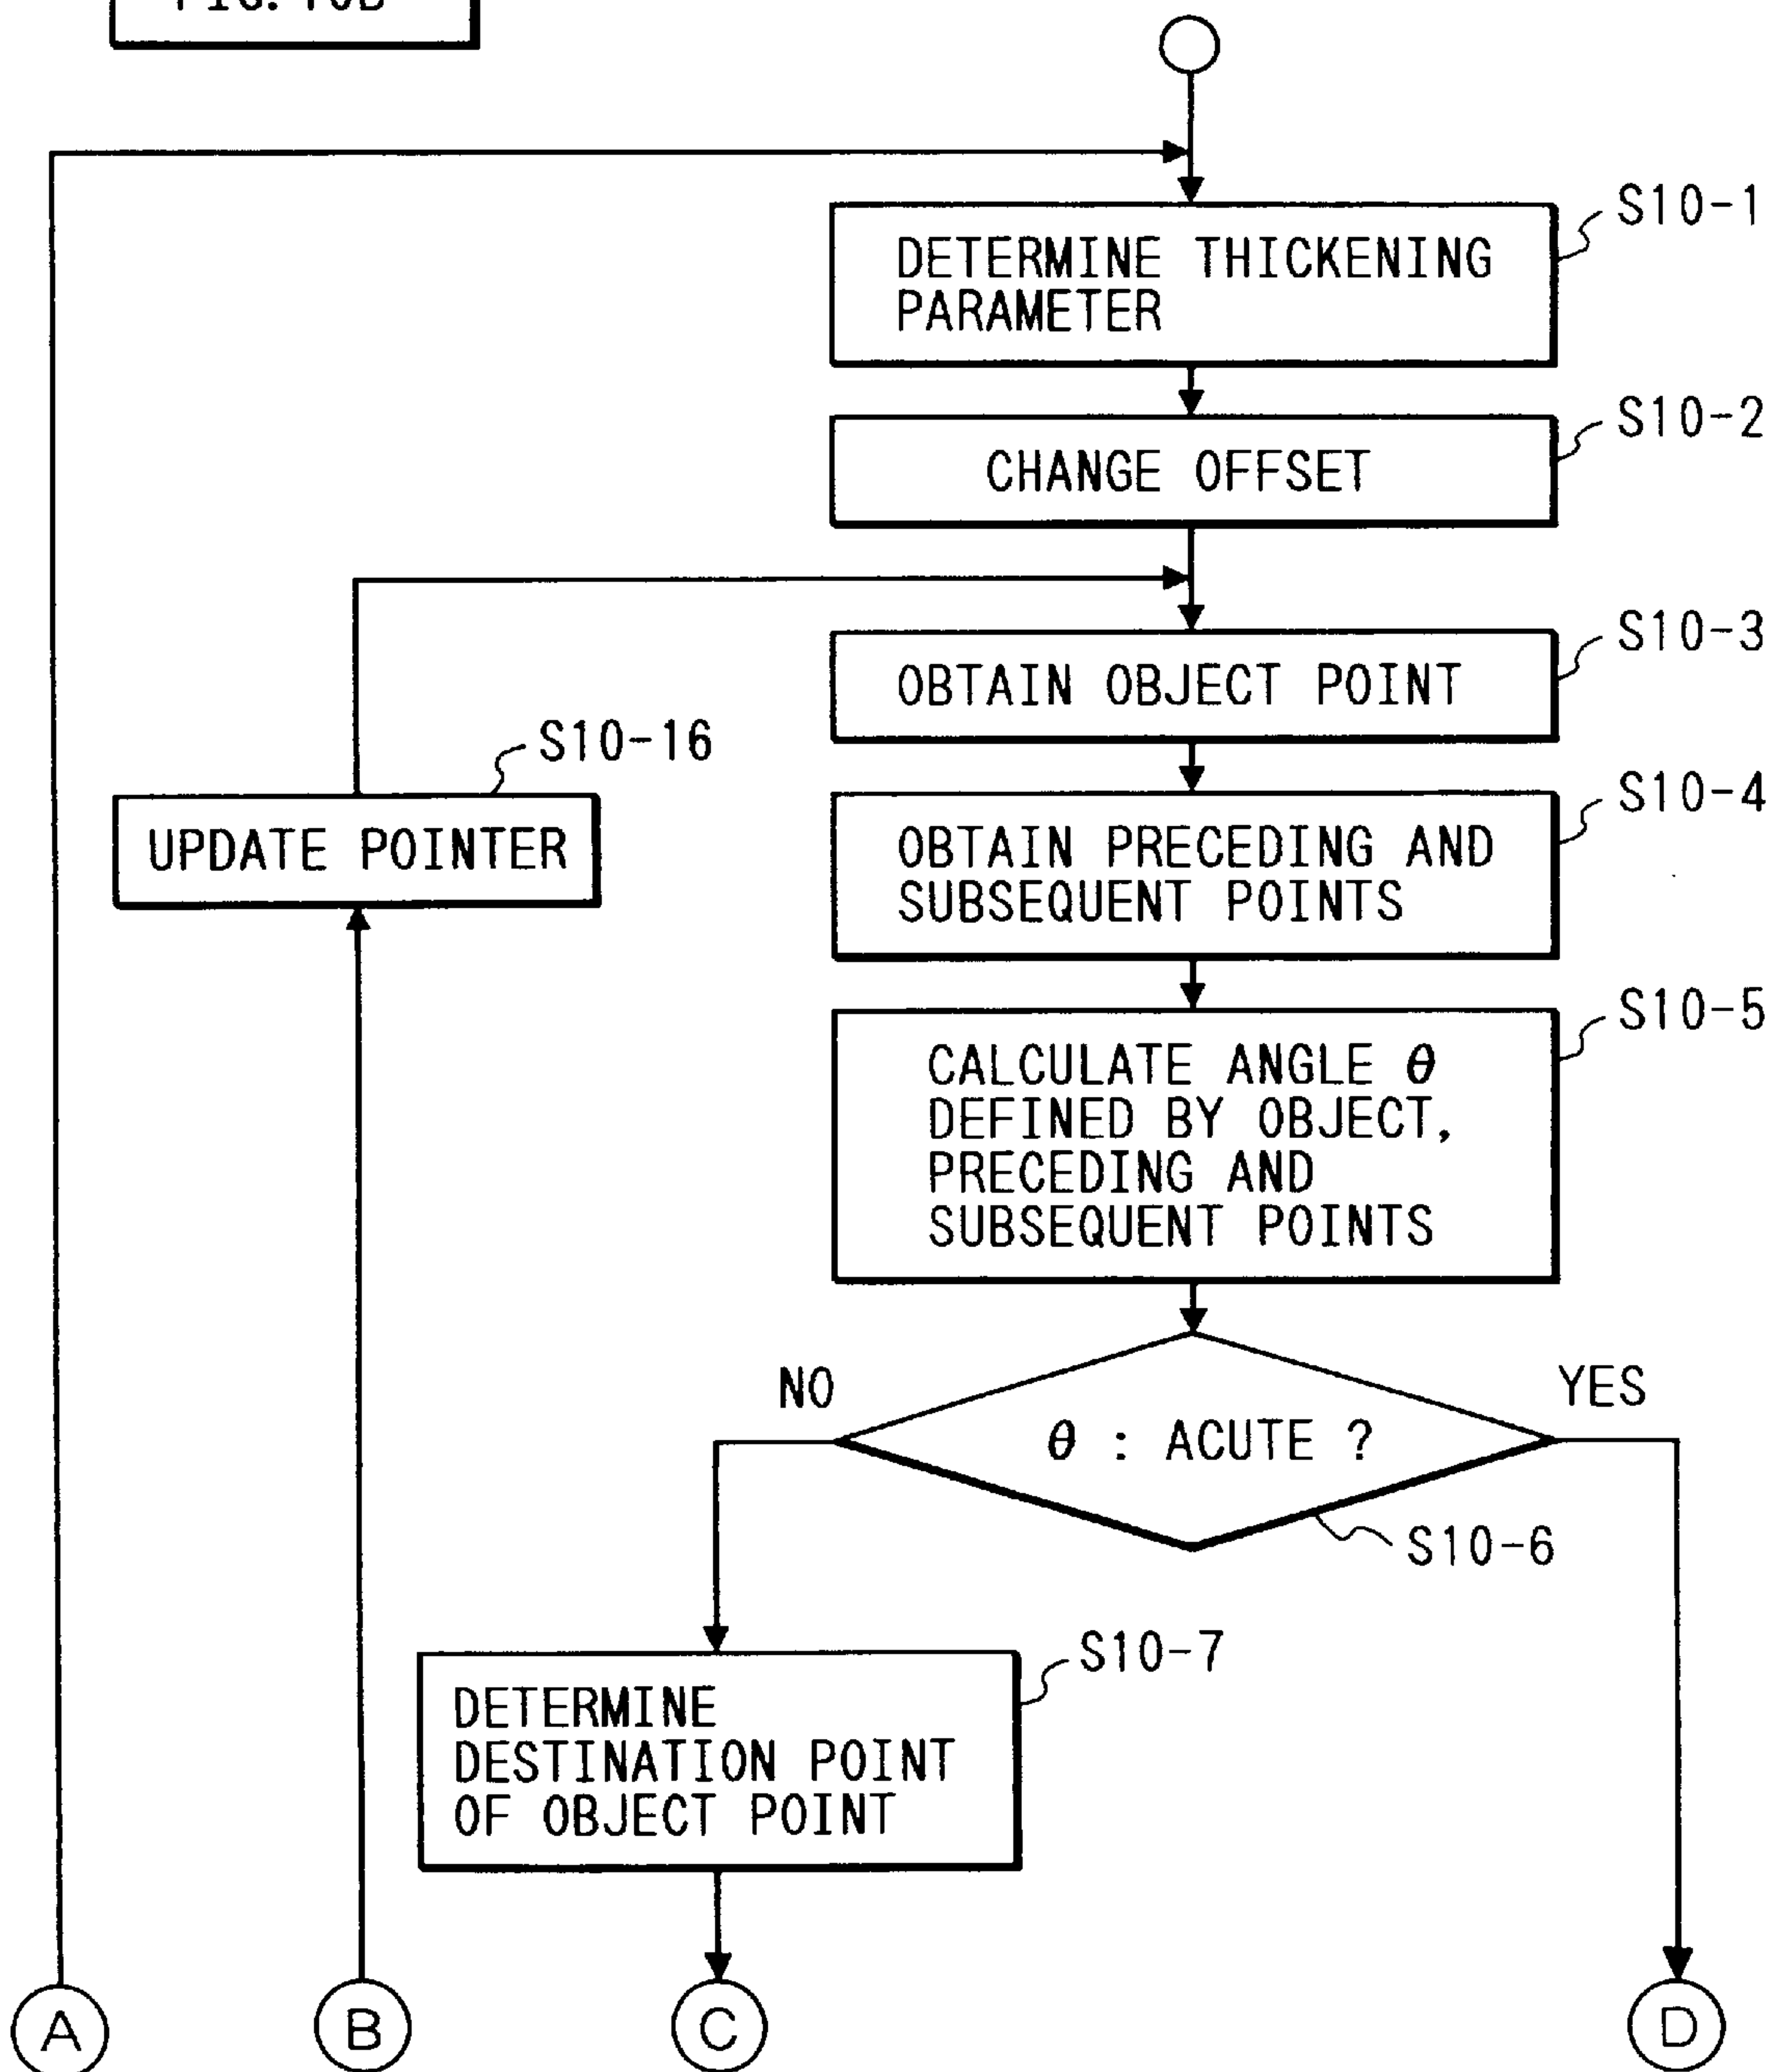 FIG. 10B
S10-1
DETERMINE THICKENING
PARAMETER
S10-2
CHANGE OFFSET
S10-3
OBTAIN OBJECT POINT
S10-16
UPDATE POINTER
S10-4
OBTAIN PRECEDING AND
SUBSEQUENT POINTS
S10-5
CALCULATE ANGLE θ
DEFINED BY OBJECT,
PRECEDING AND
SUBSEQUENT POINTS
NO
YES
θ : ACUTE ?
S10-6
S10-7
DETERMINE
DESTINATION POINT
OF OBJECT POINT
A
B
C
D